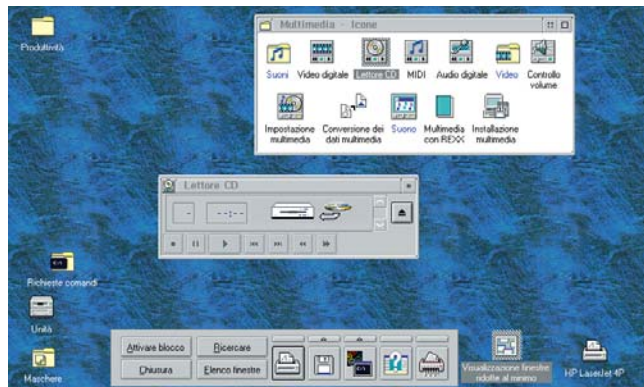 Multimedia - Icone
Produttività
Suoni
Video digitale
Lettore CD
MIDI
Audio digitale
Video
Controllo
volume
Impostazione
multimedia
Conversione dei
dati multimedia
Suono
Multimedia
con REXX
Installazione
multimedia
Lettore CD
- --:--
Richieste comandi
Unità
Maschere
Attivare blocco
Ricercare
Chiusura
Elenco finestre
Visualizzazione finestre
ridotte al minimo
HP LaserJet 4P